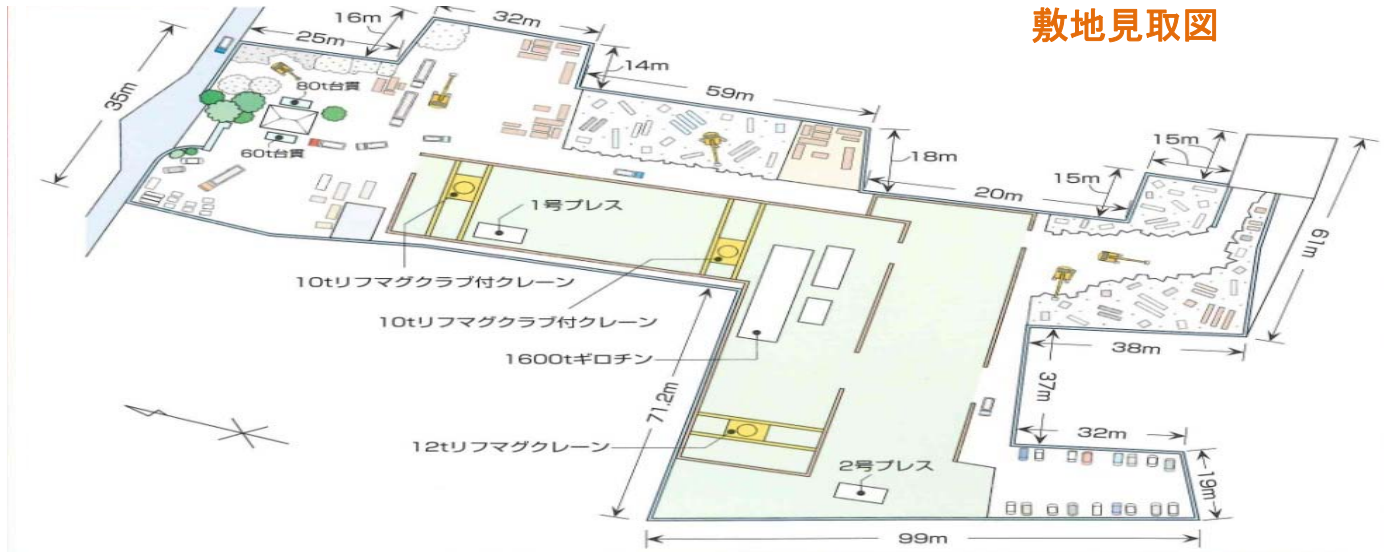 敷地見取図
16m
32m
25m
14m
35m
80t台貫
59m
60t台貫
18m
15m
15m
20m
1号プレス
61m
10tリフマグクラブ付クレーン
10tリフマグクラブ付クレーン
1600tギロチン
38m
37m
71.2m
12tリフマグクレーン
32m
2号プレス
19m
99m